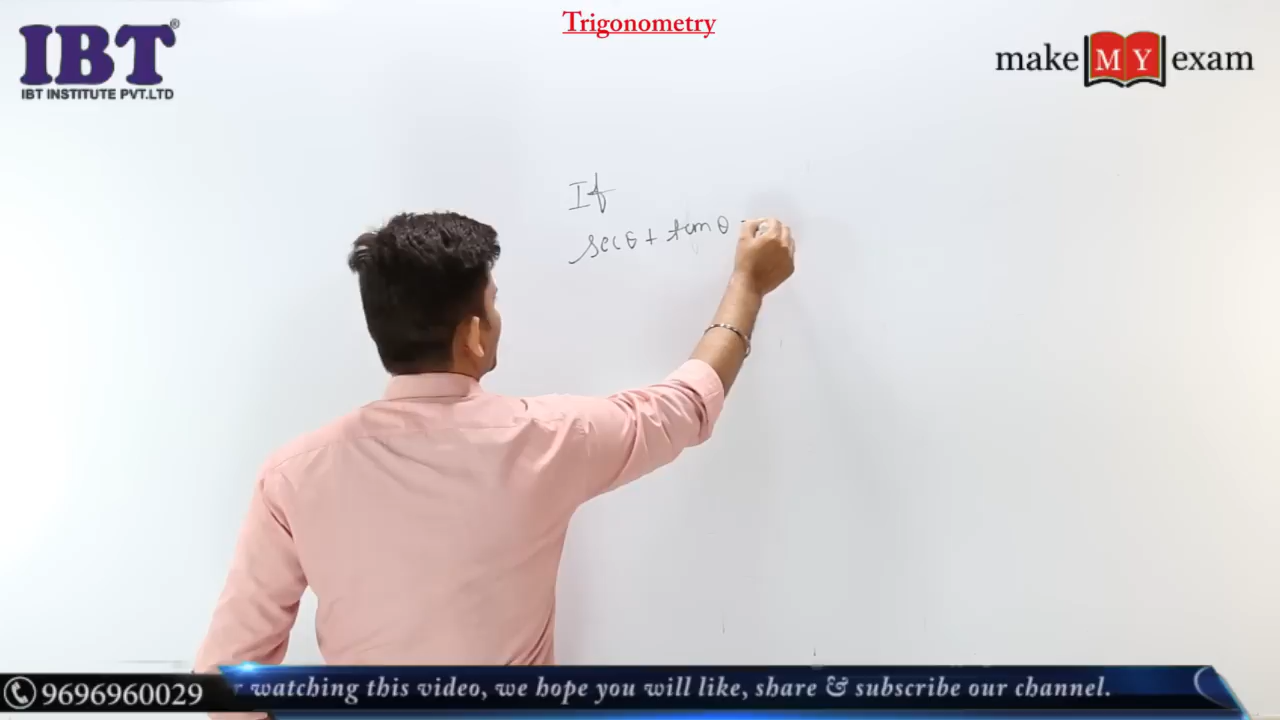 Trigonometry
IBT®
IBT INSTITUTE PVT.LTD
make MY exam
If
secθ + tanθ =
9696960029
r watching this video, we hope you will like, share & subscribe our channel.